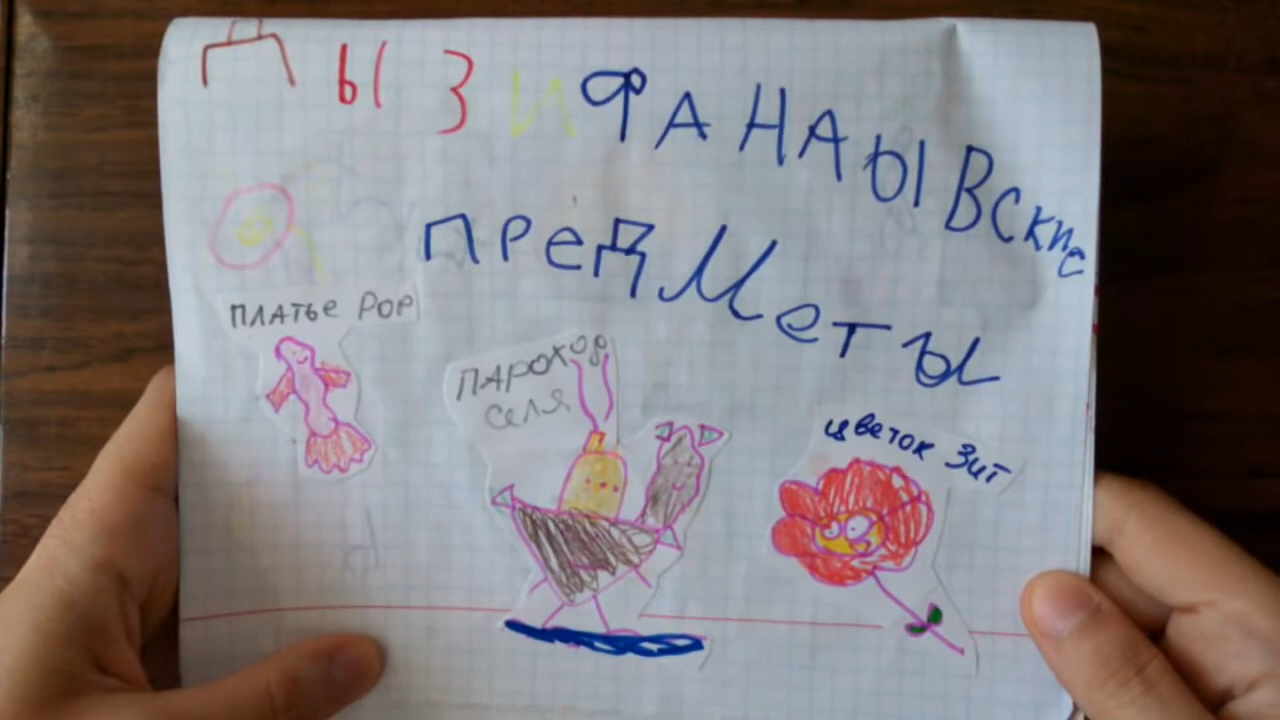 ДЫЗИФАНАЫВСКИЕ
ПРЕДМЕТЫ
ПЛАТЬЕ РОР
ПАРОХОД
СЕЛЯ
ЦВЕТОК ЗИТ